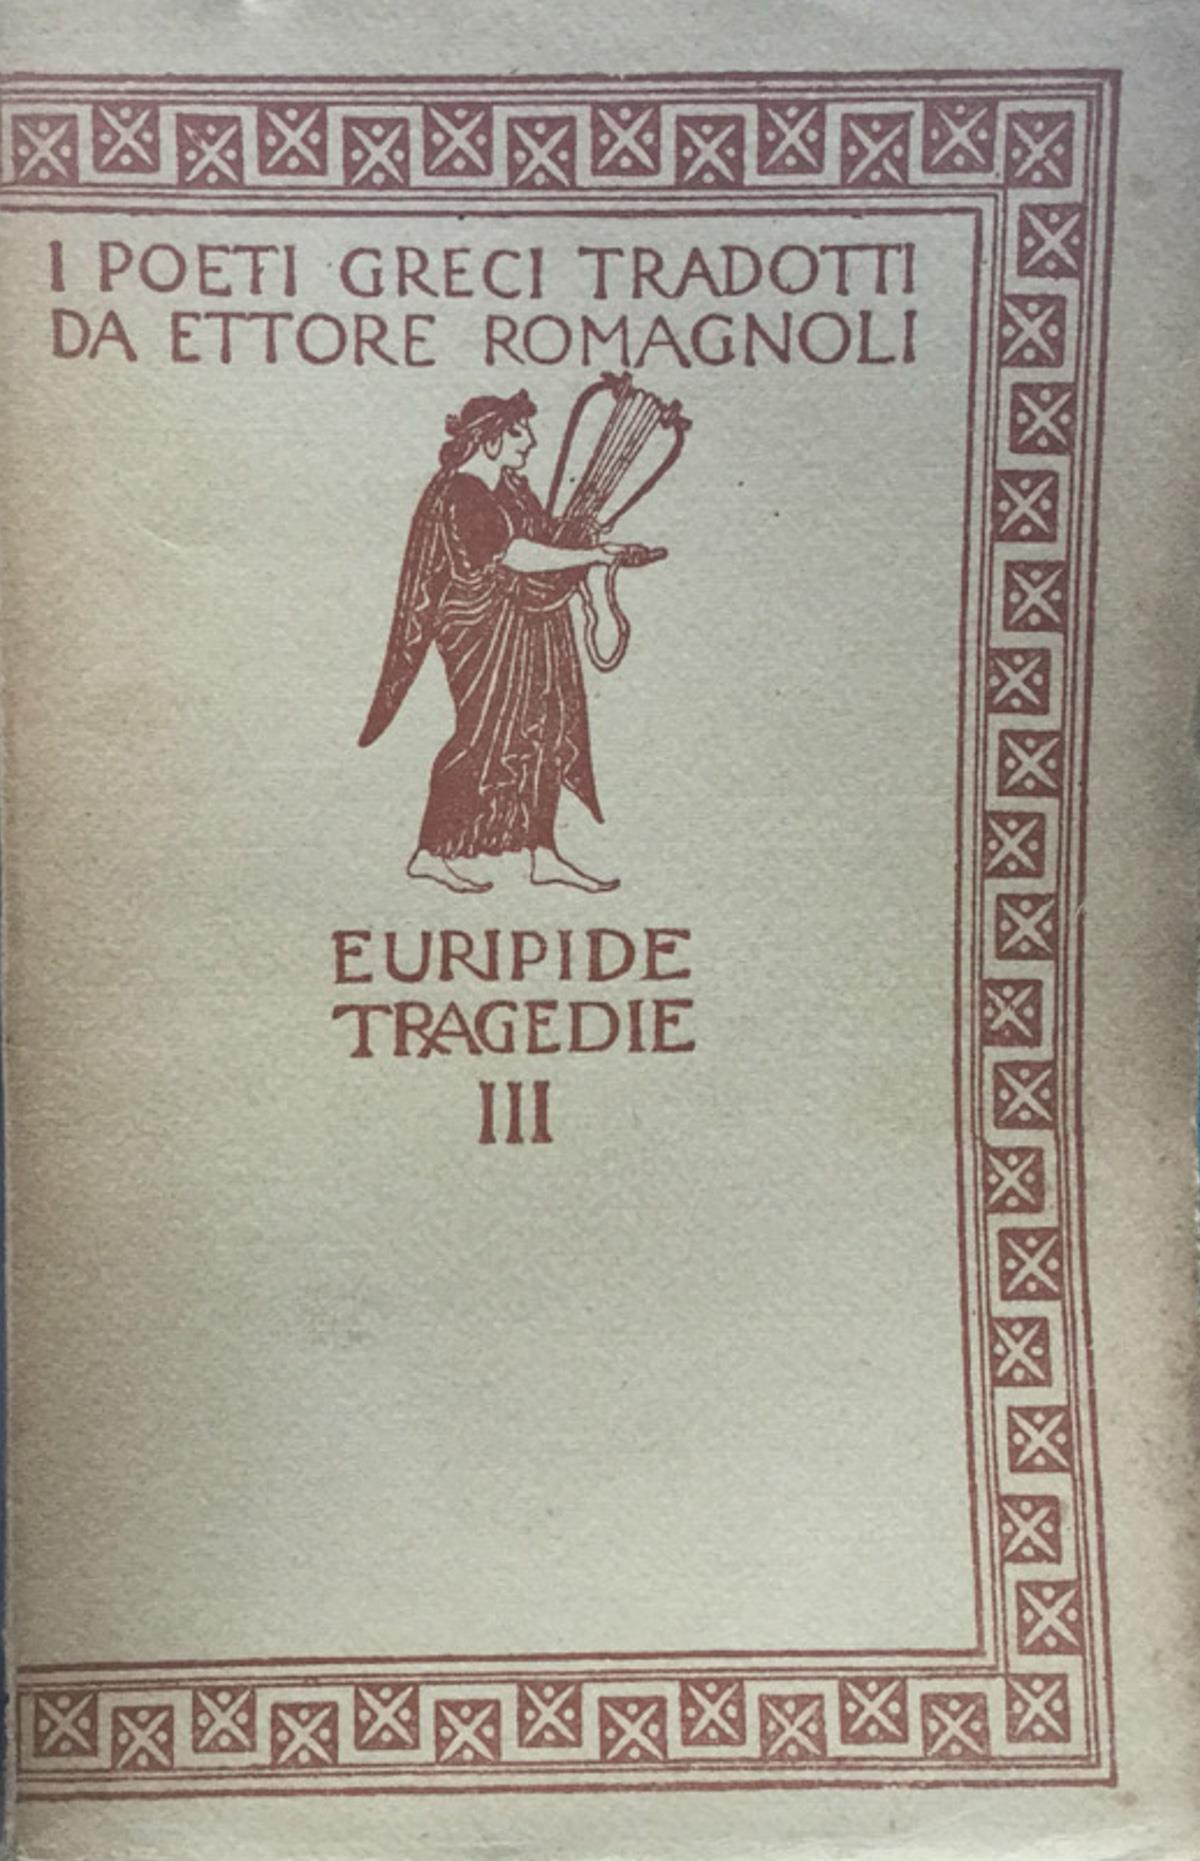 I POETI GRECI TRADOTTI
DA ETTORE ROMAGNOLI
EURIPIDE
TRAGEDIE
III